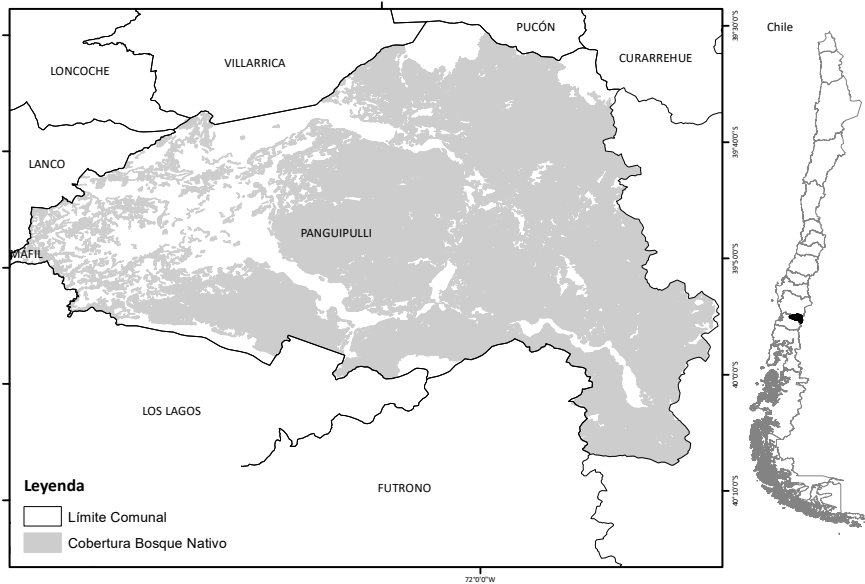 PUCÓN
Chile
CURARREHUE
VILLARRICA
LONCOCHE
LANCO
PANGUIPULLI
MÁFIL
LOS LAGOS
FUTRONO
Leyenda
Límite Comunal
Cobertura Bosque Nativo
39°30'0"S
39°40'0"S
39°50'0"S
40°0'0"S
40°10'0"S
72°0'0"W